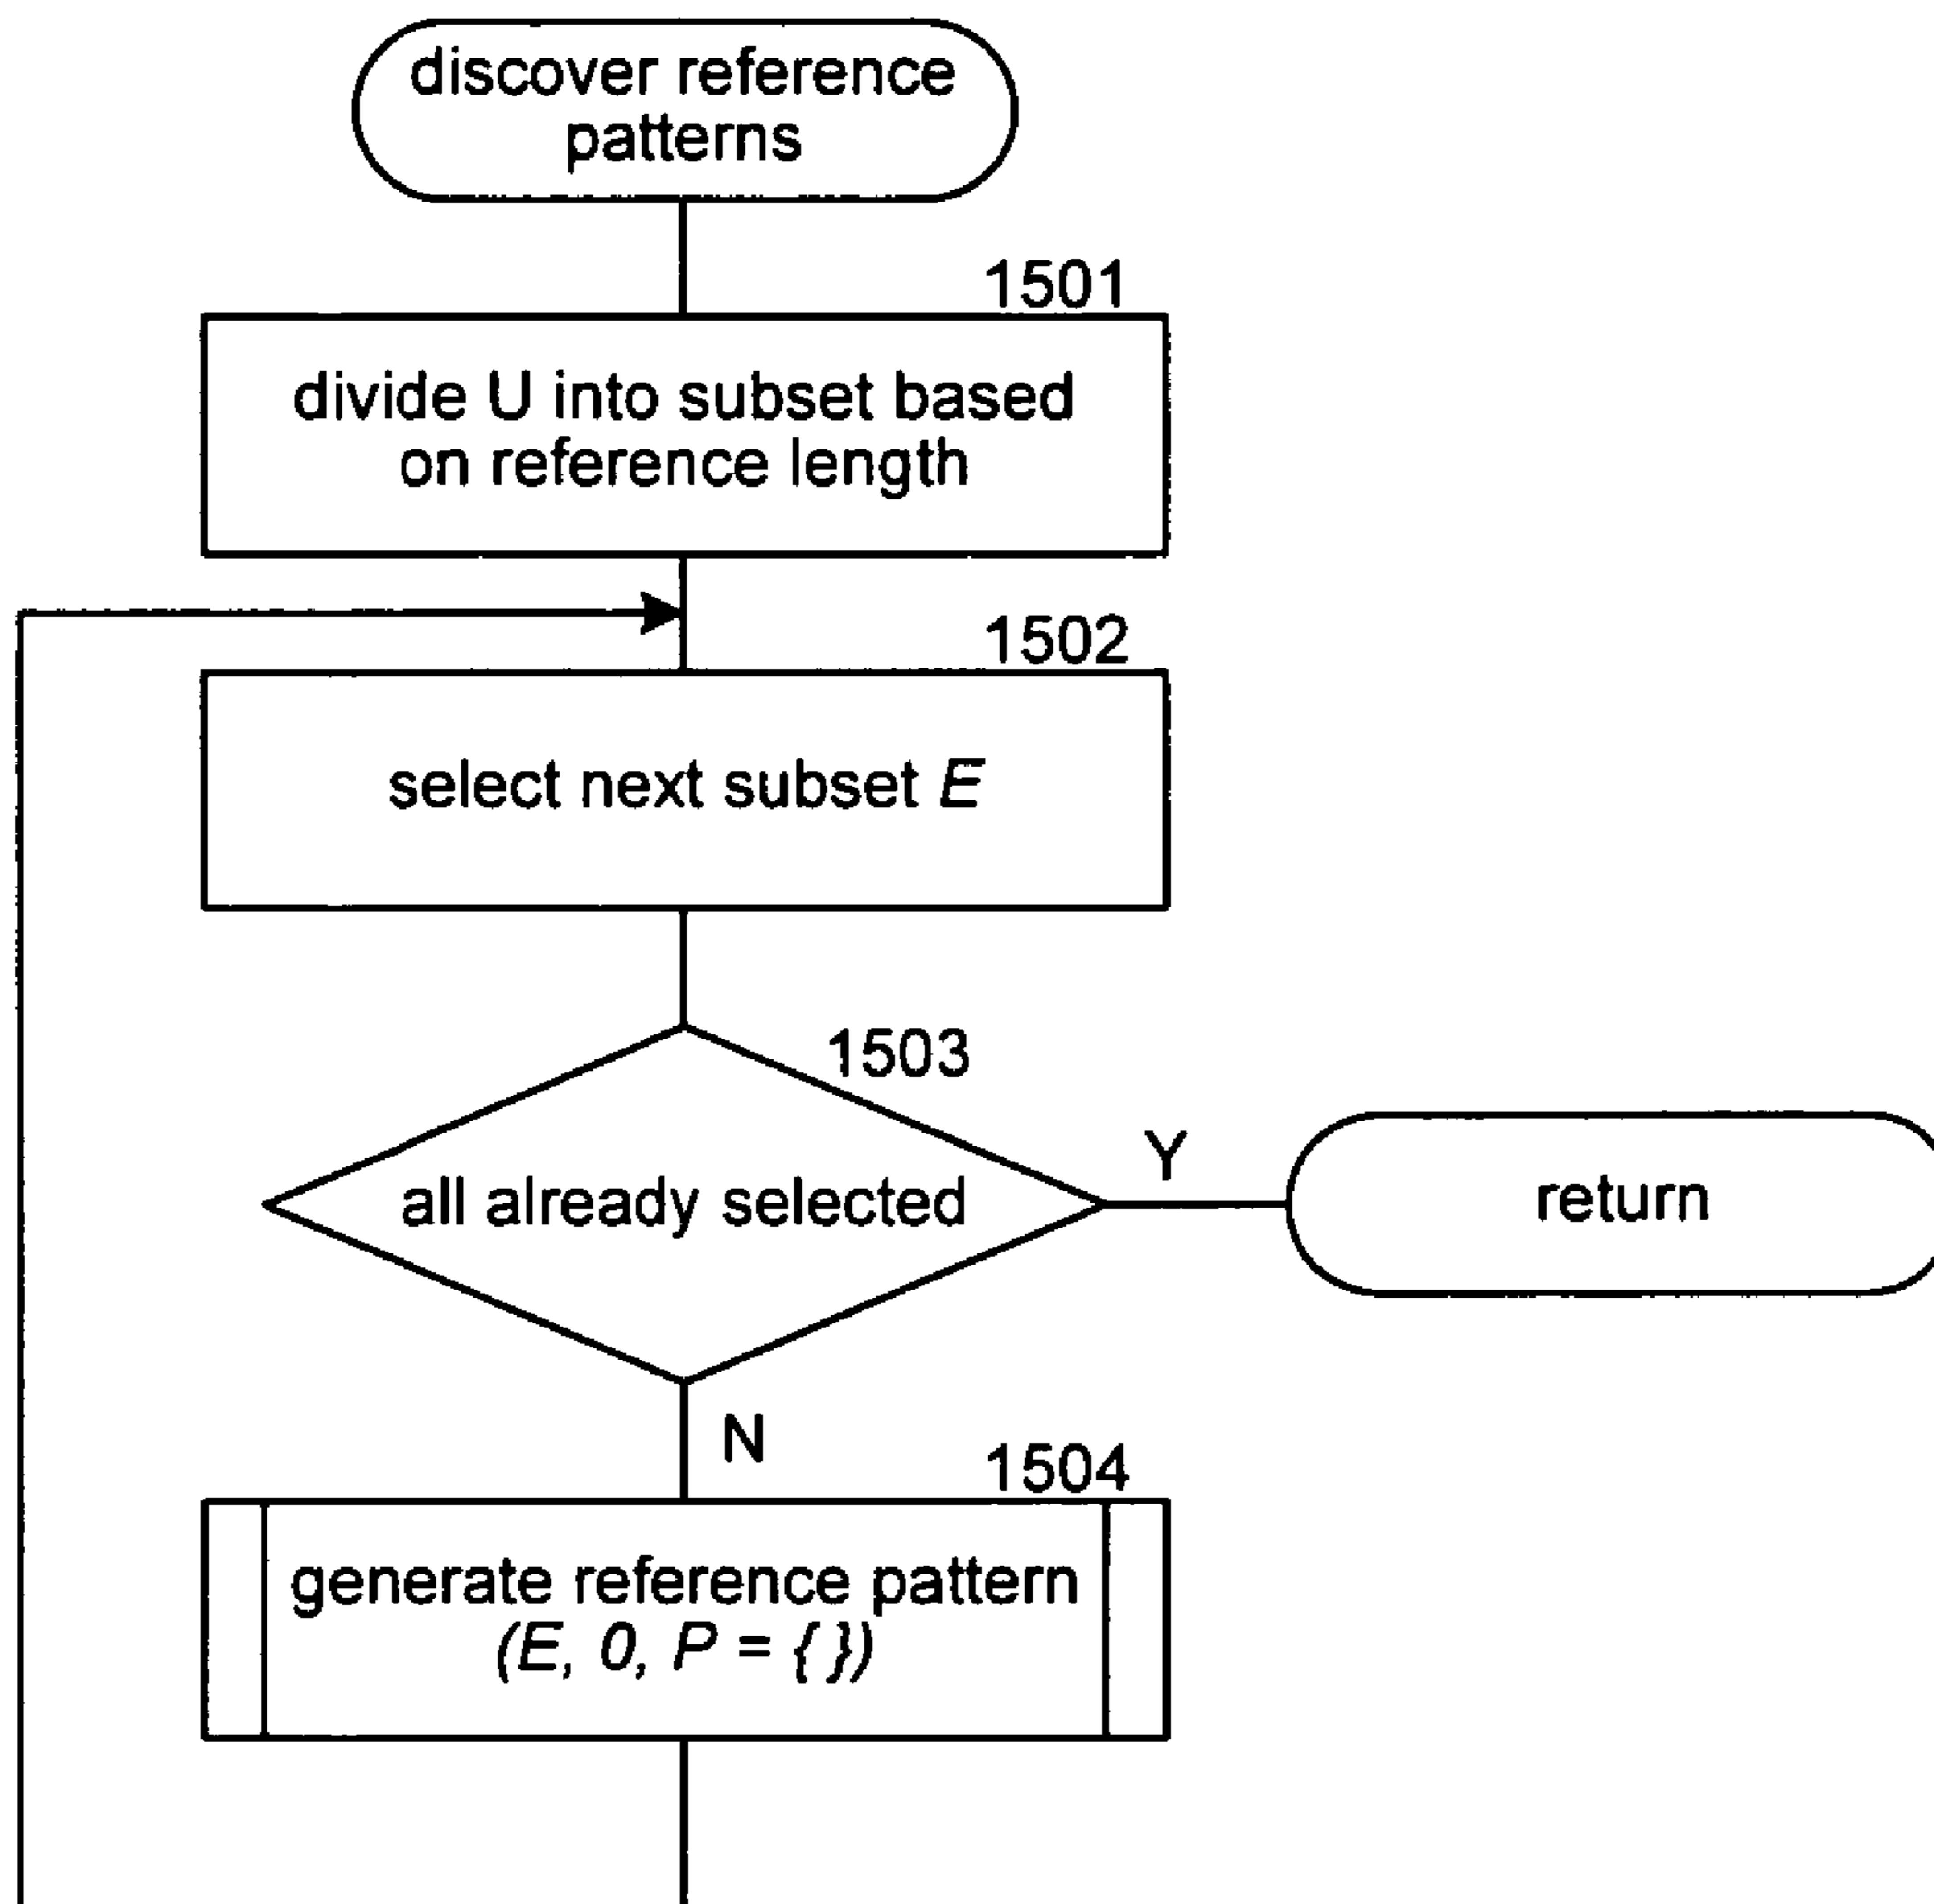 discover reference
patterns
1501
divide U into subset based
on reference length
1502
select next subset E
1503
all already selected
Y
return
N
1504
generate reference pattern
(E, 0, P = { })